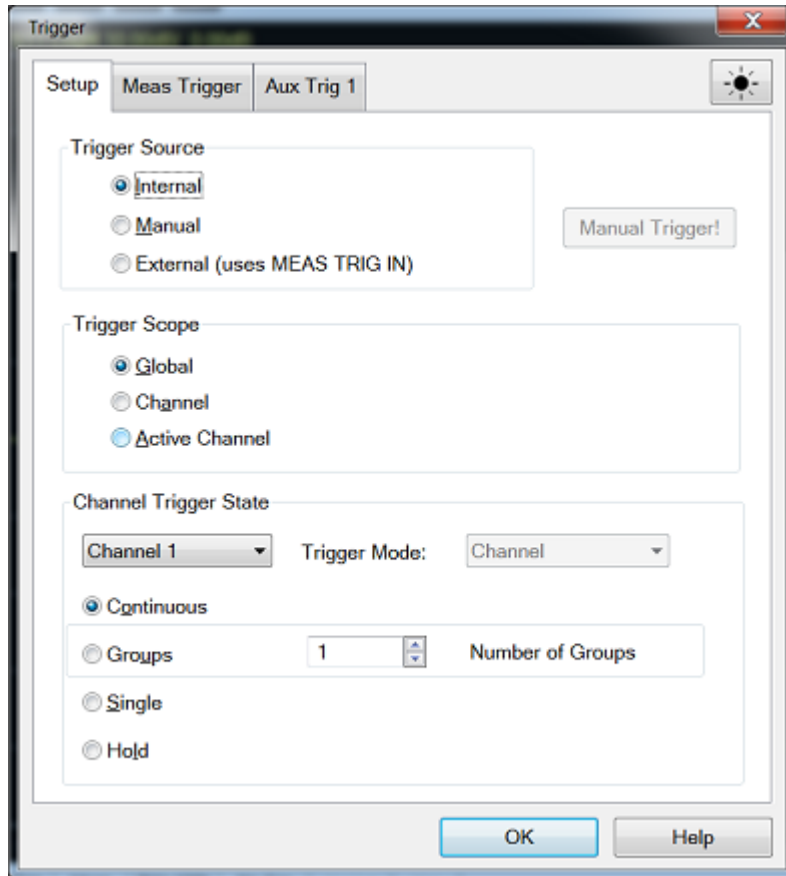 Trigger
Setup Meas Trigger Aux Trig 1
Trigger Source
Internal
Manual
Manual Trigger!
External (uses MEAS TRIG IN)
Trigger Scope
Global
Channel
Active Channel
Channel Trigger State
Channel 1 Trigger Mode: Channel
Continuous
Groups 1 Number of Groups
Single
Hold
OK Help